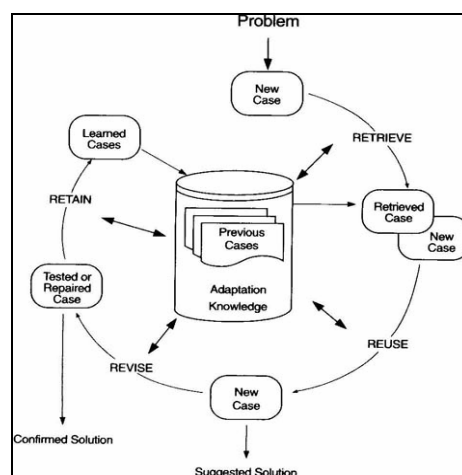 Problem
New
Case
RETRIEVE
Learned
Cases
RETAIN
Previous
Cases
Retrieved
Case
New
Case
Adaptation
Knowledge
Tested or
Repaired
Case
REUSE
REVISE
New
Case
Confirmed Solution
Suggested Solution